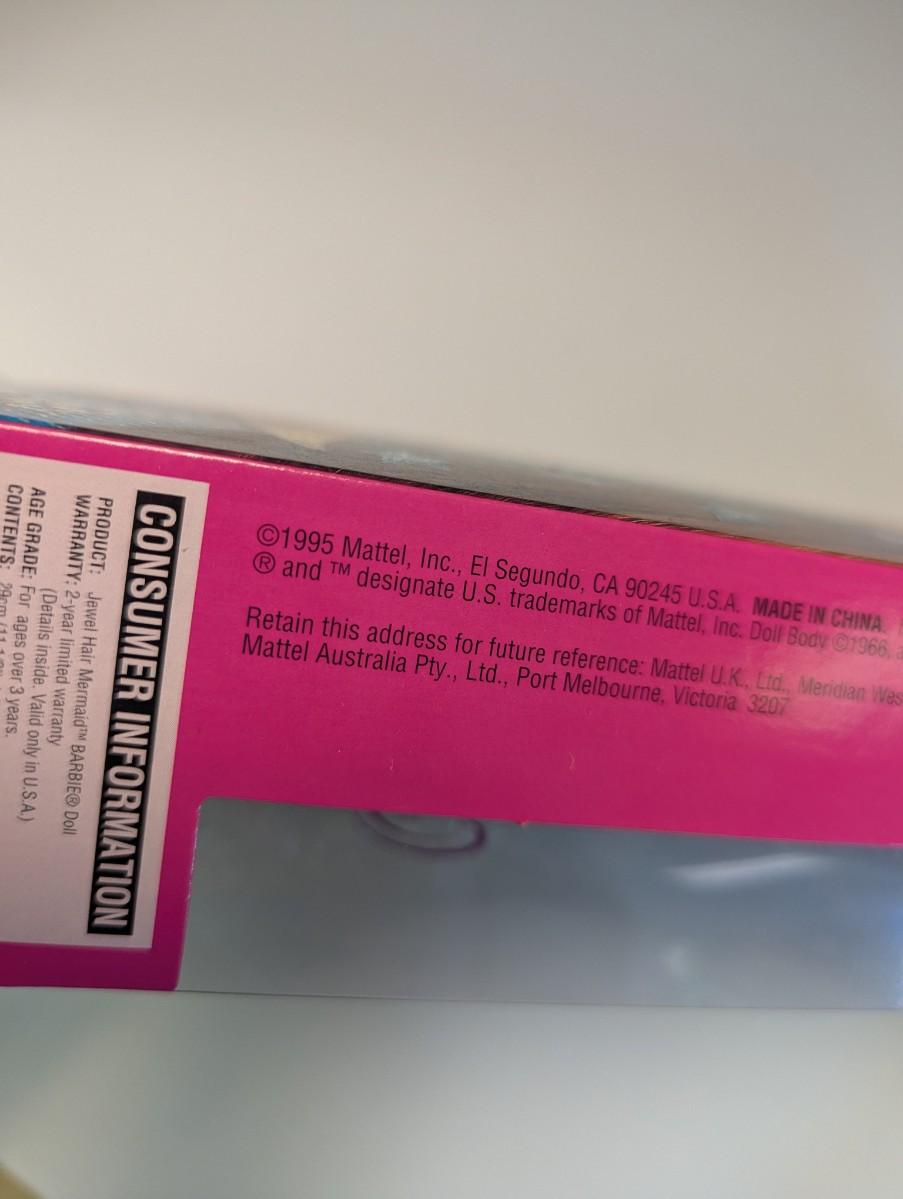 ©1995 Mattel, Inc., El Segundo, CA 90245 U.S.A. MADE IN CHINA.
® and ™ designate U.S. trademarks of Mattel, Inc. Doll Body ©1966,
Retain this address for future reference: Mattel U.K., Ltd., Meridian
Mattel Australia Pty., Ltd., Port Melbourne, Victoria 3207
CONSUMER INFORMATION
PRODUCT: Jewel Hair Mermaid™ BARBIE® Doll
WARRANTY: 2-year limited warranty
(Details inside. Valid only in U.S.A.)
AGE GRADE: For ages over 3 years.
CONTENTS: 29cm